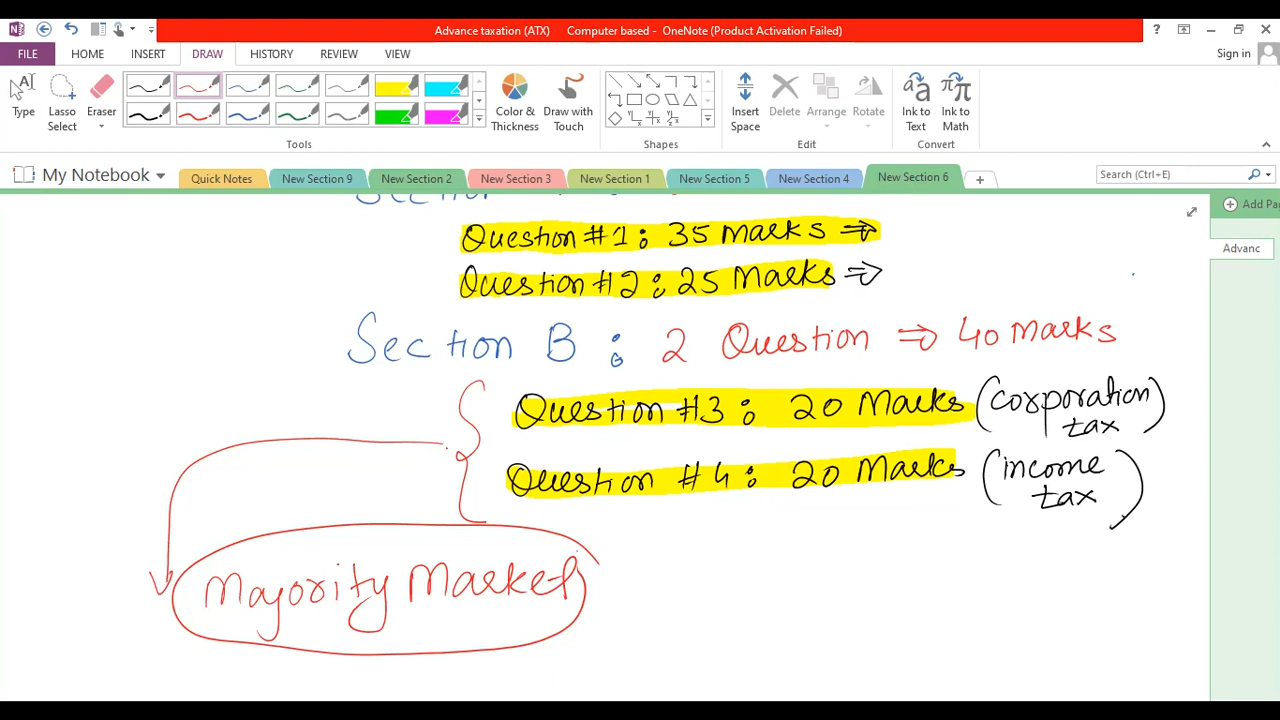 Advance taxation (ATX) Computer based - OneNote (Product Activation Failed)
FILE HOME INSERT DRAW HISTORY REVIEW VIEW
Sign in
Type
Lasso Select
Eraser
Color & Thickness
Draw with Touch
Insert Space
Delete
Arrange
Rotate
Ink to Text
Ink to Math
Tools Shapes Edit Convert
My Notebook
Quick Notes New Section 9 New Section 2 New Section 3 New Section 1 New Section 5 New Section 4 New Section 6
Search (Ctrl+E)
Add Pag
Advanc
Section
Question #1: 35 Marks ⇒
Question #2: 25 Marks ⇒
Section B : 2 Question ⇒ 40 Marks
Question #3: 20 Marks (corporation tax)
Question #4: 20 Marks (income tax)
Majority